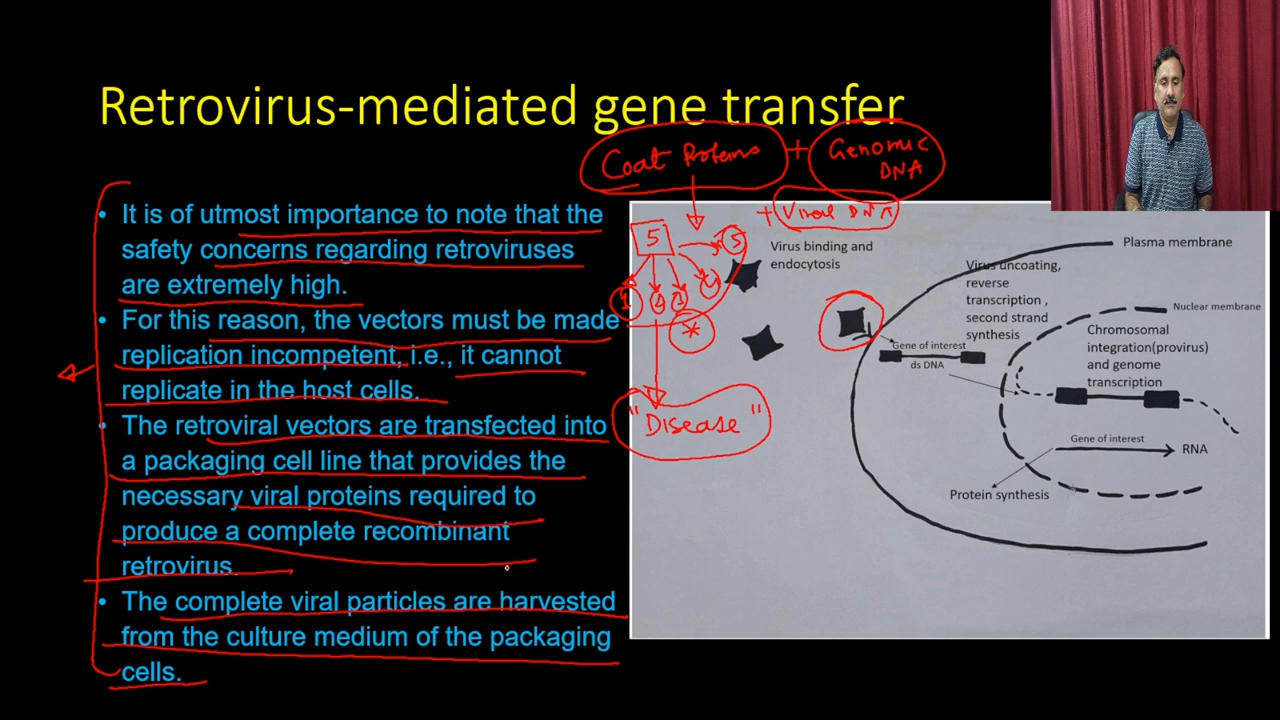 Retrovirus-mediated gene transfer
Coat Proteins + Genomic
DNA
+ Viral DNA
• It is of utmost importance to note that the
safety concerns regarding retroviruses
are extremely high.
• For this reason, the vectors must be made
replication incompetent, i.e., it cannot
replicate in the host cells.
• The retroviral vectors are transfected into
a packaging cell line that provides the
necessary viral proteins required to
produce a complete recombinant
retrovirus.
• The complete viral particles are harvested
from the culture medium of the packaging
cells.
5
5
1
4
*
"Disease"
Virus binding and
endocytosis
Plasma membrane
Virus uncoating,
reverse
transcription ,
second strand
synthesis
Nuclear membrane
Chromosomal
integration(provirus)
and genome
transcription
Gene of interest
ds DNA
Gene of interest
RNA
Protein synthesis